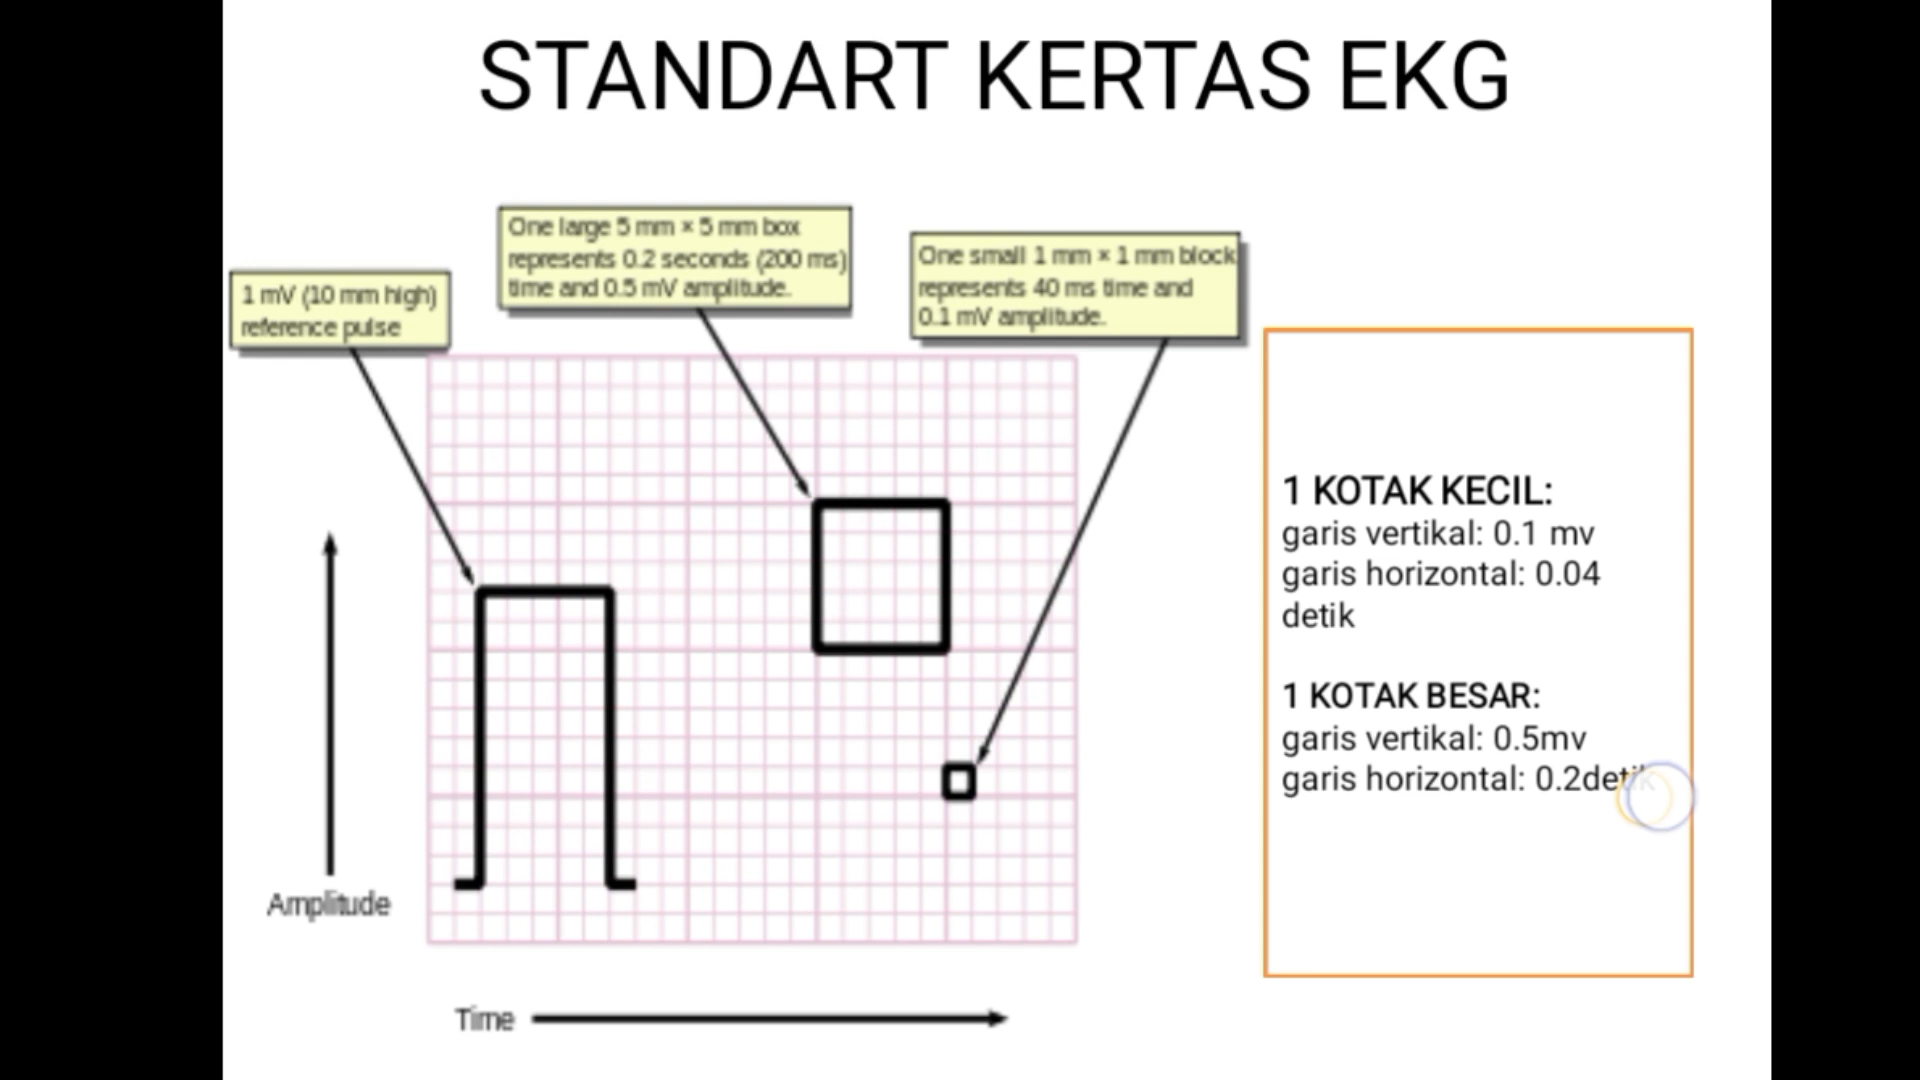 STANDART KERTAS EKG
One large 5 mm × 5 mm box
represents 0.2 seconds (200 ms)
time and 0.5 mV amplitude.
One small 1 mm × 1 mm block
represents 40 ms time and
0.1 mV amplitude.
1 mV (10 mm high)
reference pulse
1 KOTAK KECIL:
garis vertikal: 0.1 mv
garis horizontal: 0.04
detik
1 KOTAK BESAR:
garis vertikal: 0.5mv
garis horizontal: 0.2detik
Amplitude
Time